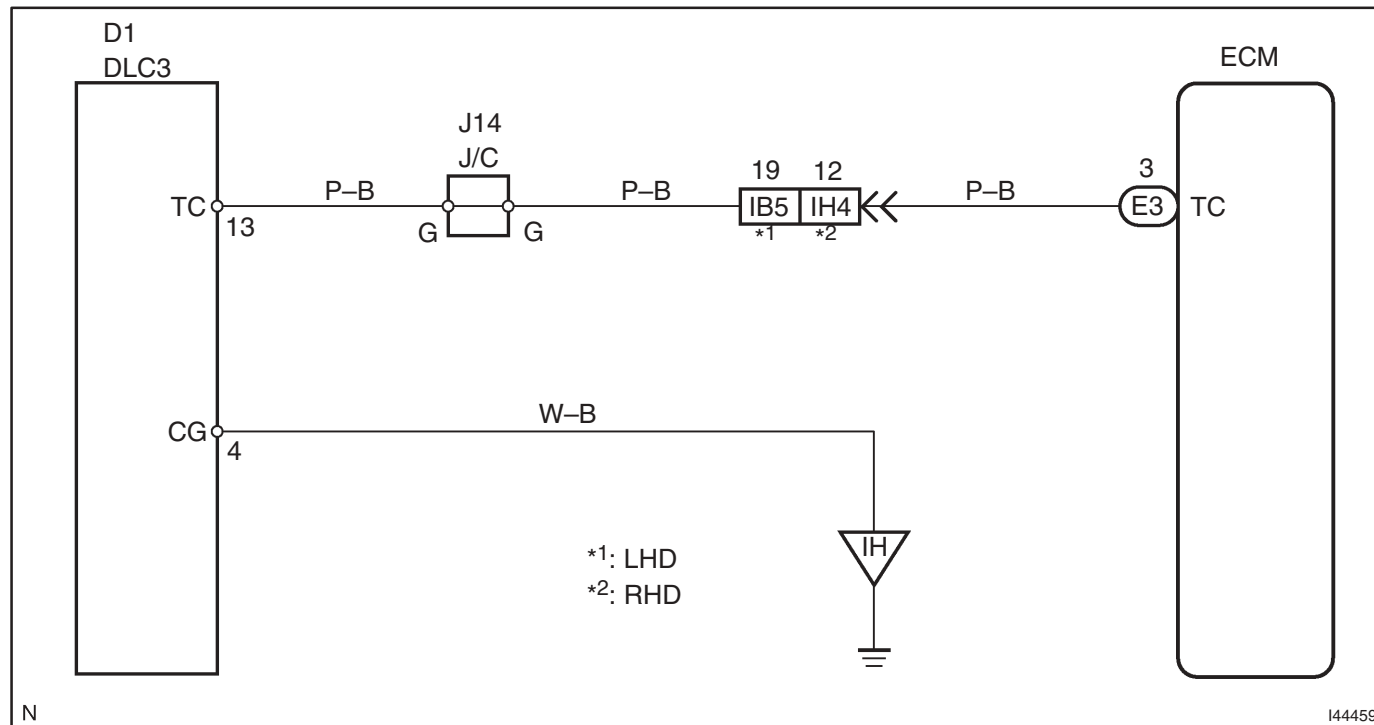 D1
DLC3
ECM
J14
J/C
19 12
3
P–B
P–B
P–B
TC
IB5 IH4
E3
TC
13
G
G
*1 *2
W–B
CG
4
IH
*1: LHD
*2: RHD
N
I44459